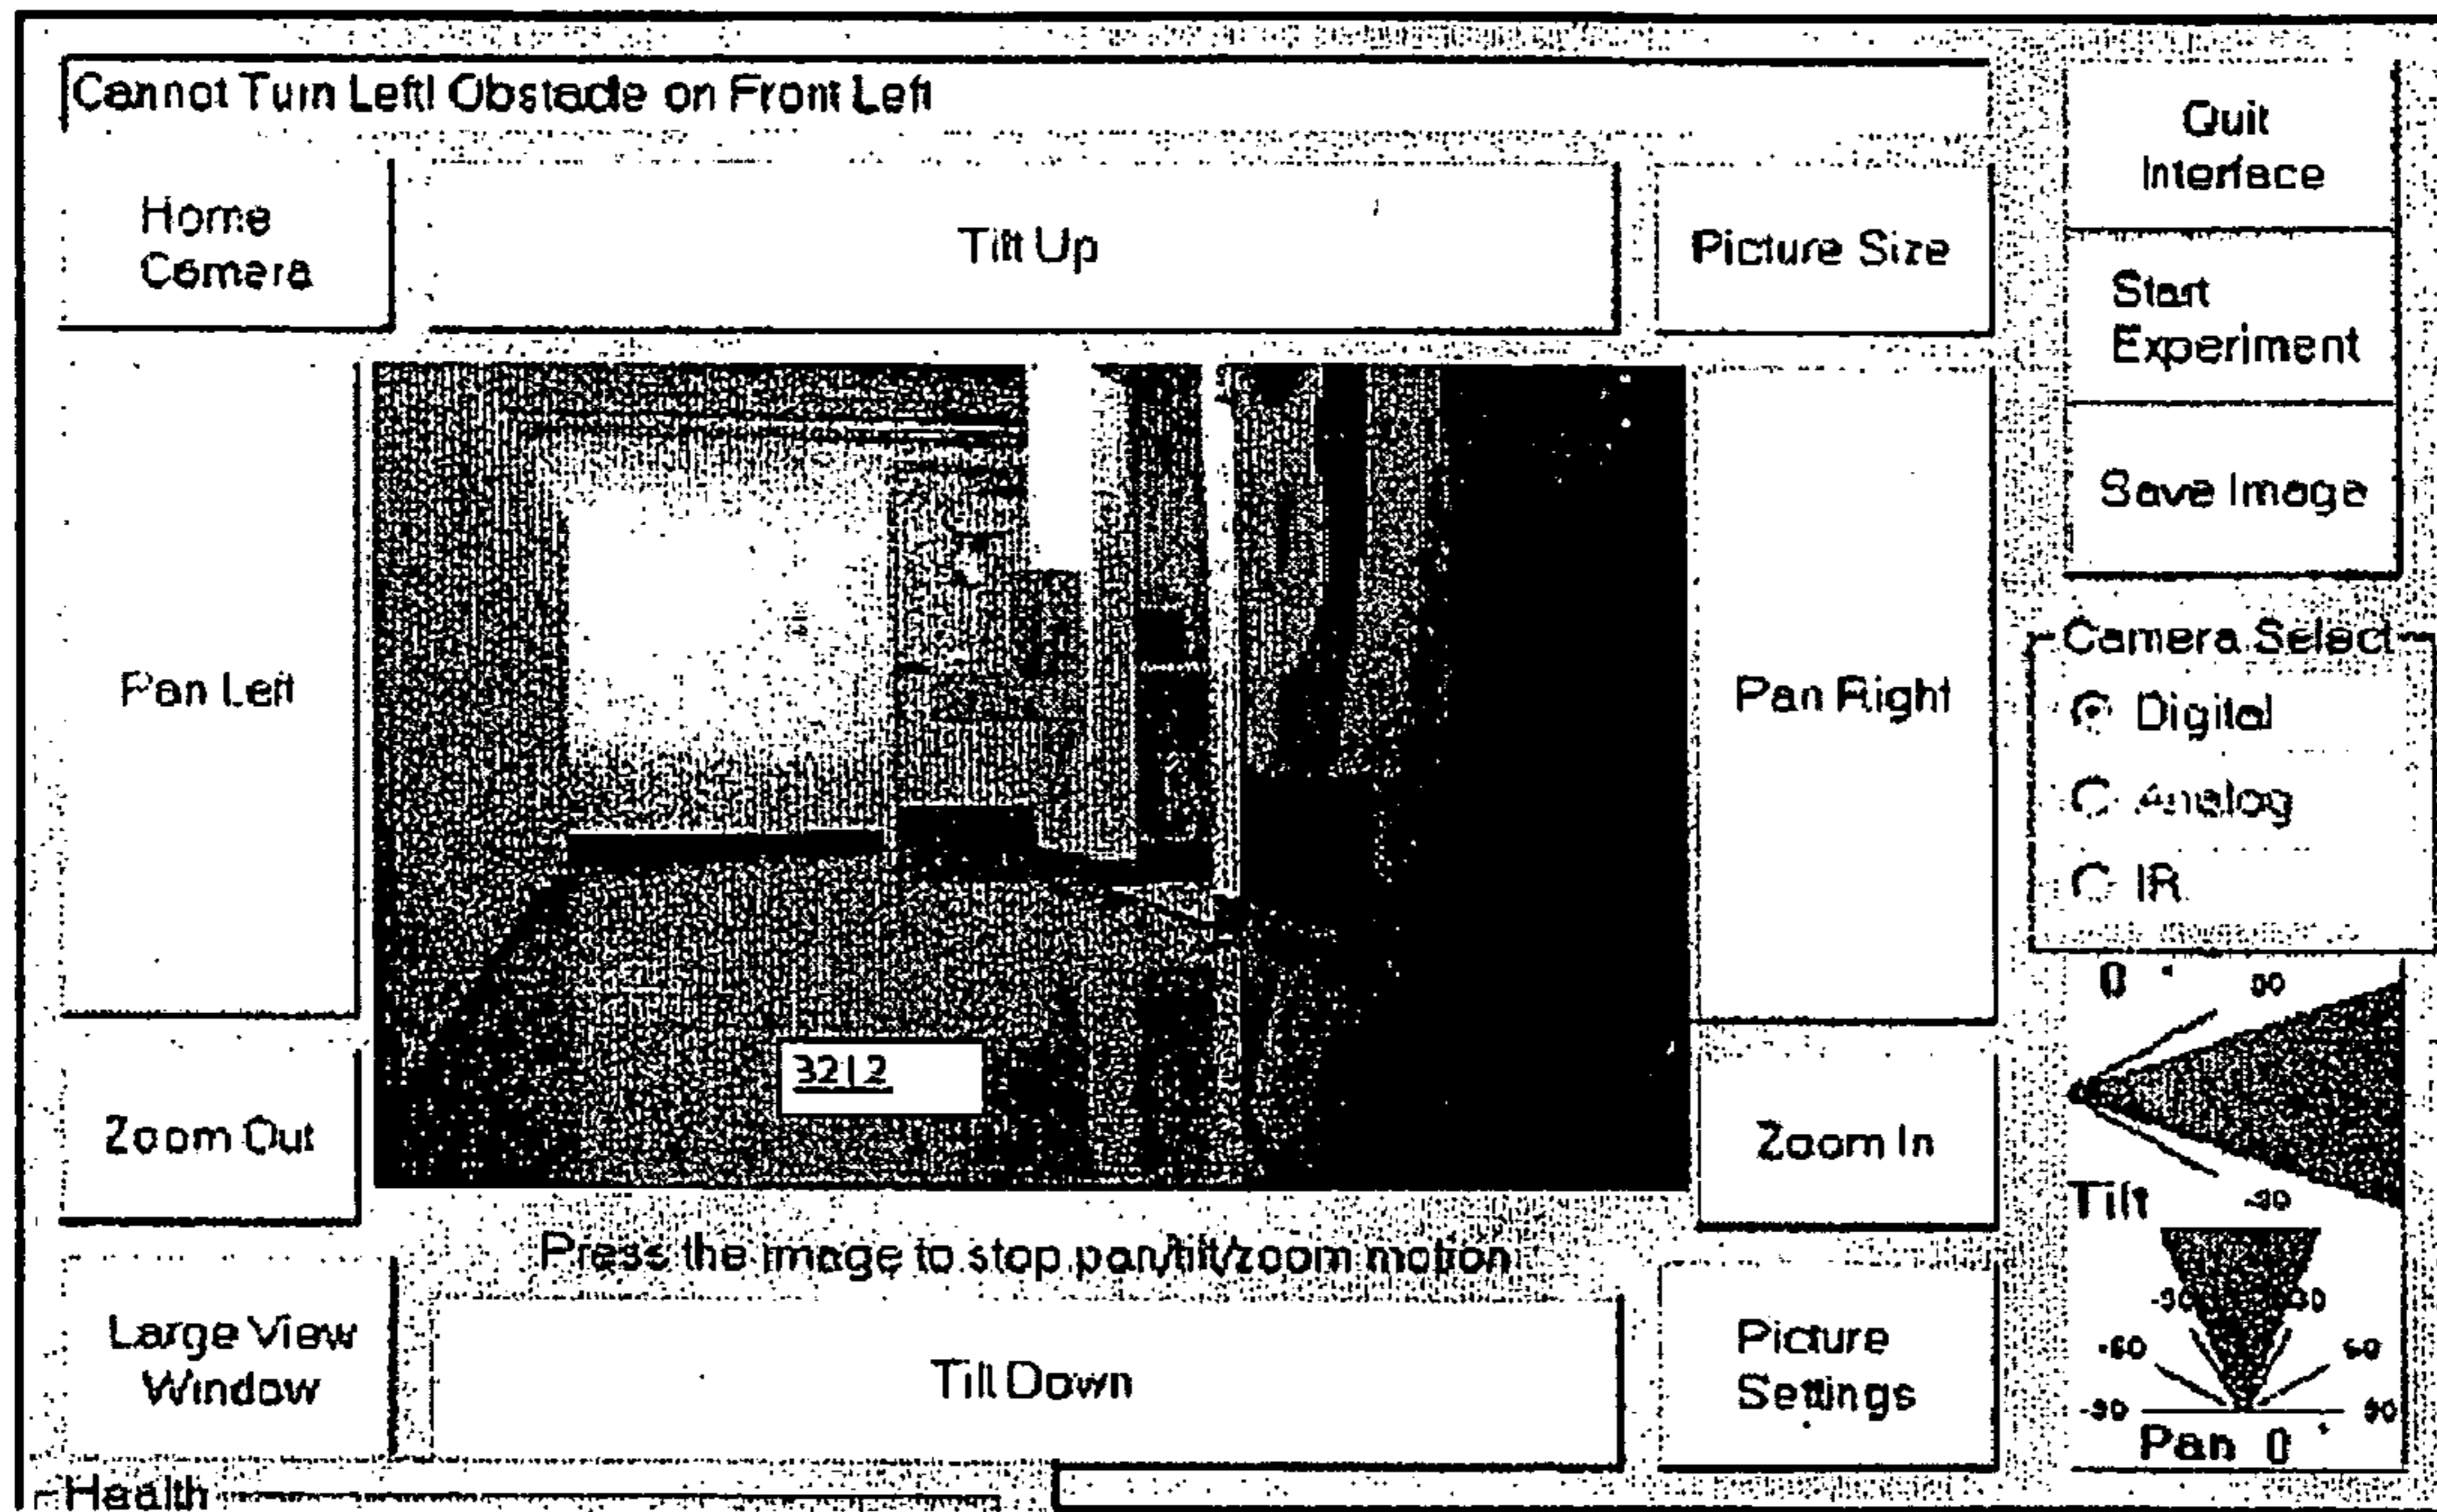 Cannot Turn Left! Obstacle on Front Left
Quit
Interface
Home
Camera
Tilt Up
Picture Size
Start
Experiment
Save Image
Camera Select
Digital
Analog
IR
Pan Left
Pan Right
3212
Zoom Out
Zoom In
0 °
30
-30
Tilt
Press the image to stop pan/tilt/zoom motion
Large View
Window
Tilt Down
Picture
Settings
-30 30
-60 60
-90 90
Pan 0 °
Health